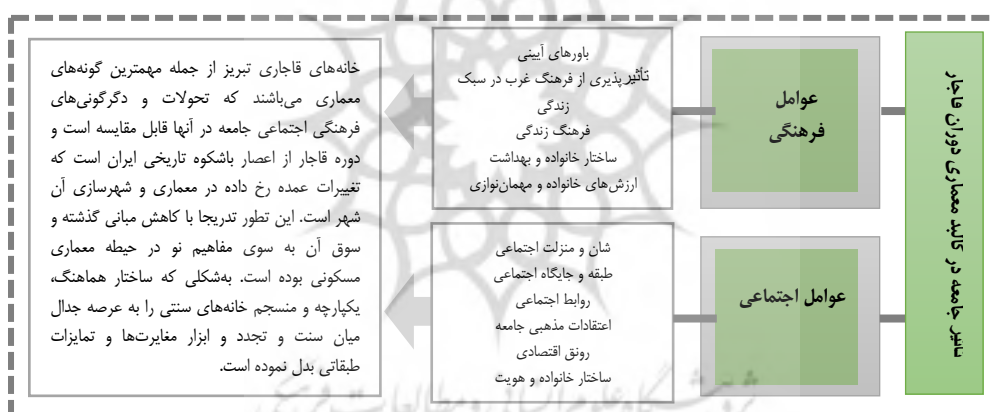 تاثیر جامعه در کالبد معماری دوران قاجار
عوامل
فرهنگی
باورهای آیینی
تأثیرپذیری از فرهنگ غرب در سبک
زندگی
فرهنگ زندگی
ساختار خانواده و بهداشت
ارزش‌های خانواده و مهمان‌نوازی
عوامل اجتماعی
شان و منزلت اجتماعی
طبقه و جایگاه اجتماعی
روابط اجتماعی
اعتقادات مذهبی جامعه
رونق اقتصادی
ساختار خانواده و هویت
خانه‌های قاجاری تبریز از جمله مهمترین گونه‌های
معماری می‌باشند که تحولات و دگرگونی‌های
فرهنگی اجتماعی جامعه در آنها قابل مقایسه است و
دوره قاجار از اعصار باشکوه تاریخی ایران است که
تغییرات عمده رخ داده در معماری و شهرسازی آن
شهر است. این تطور تدریجا با کاهش مبانی گذشته و
سوق آن به سوی مفاهیم نو در حیطه معماری
مسکونی بوده است. به‌شکلی که ساختار هماهنگ،
یکپارچه و منسجم خانه‌های سنتی را به عرصه جدال
میان سنت و تجدد و ابزار مغایرت‌ها و تمایزات
طبقاتی بدل نموده است.
پژوهشگاه علوم انسانی و مطالعات فرهنگی